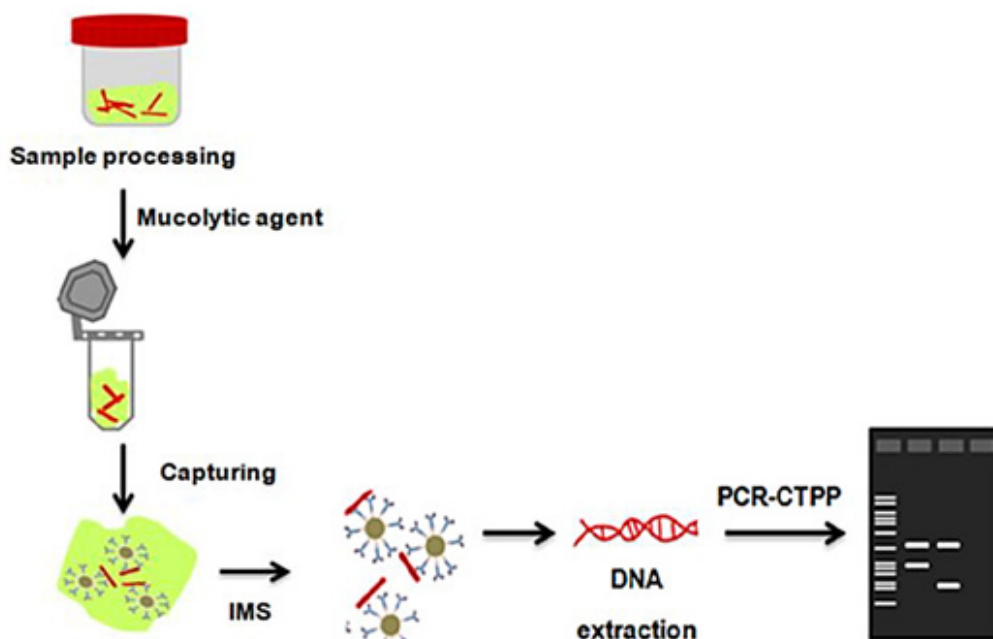 Sample processing
Mucolytic agent
Capturing
IMS
DNA
extraction
PCR-CTPP